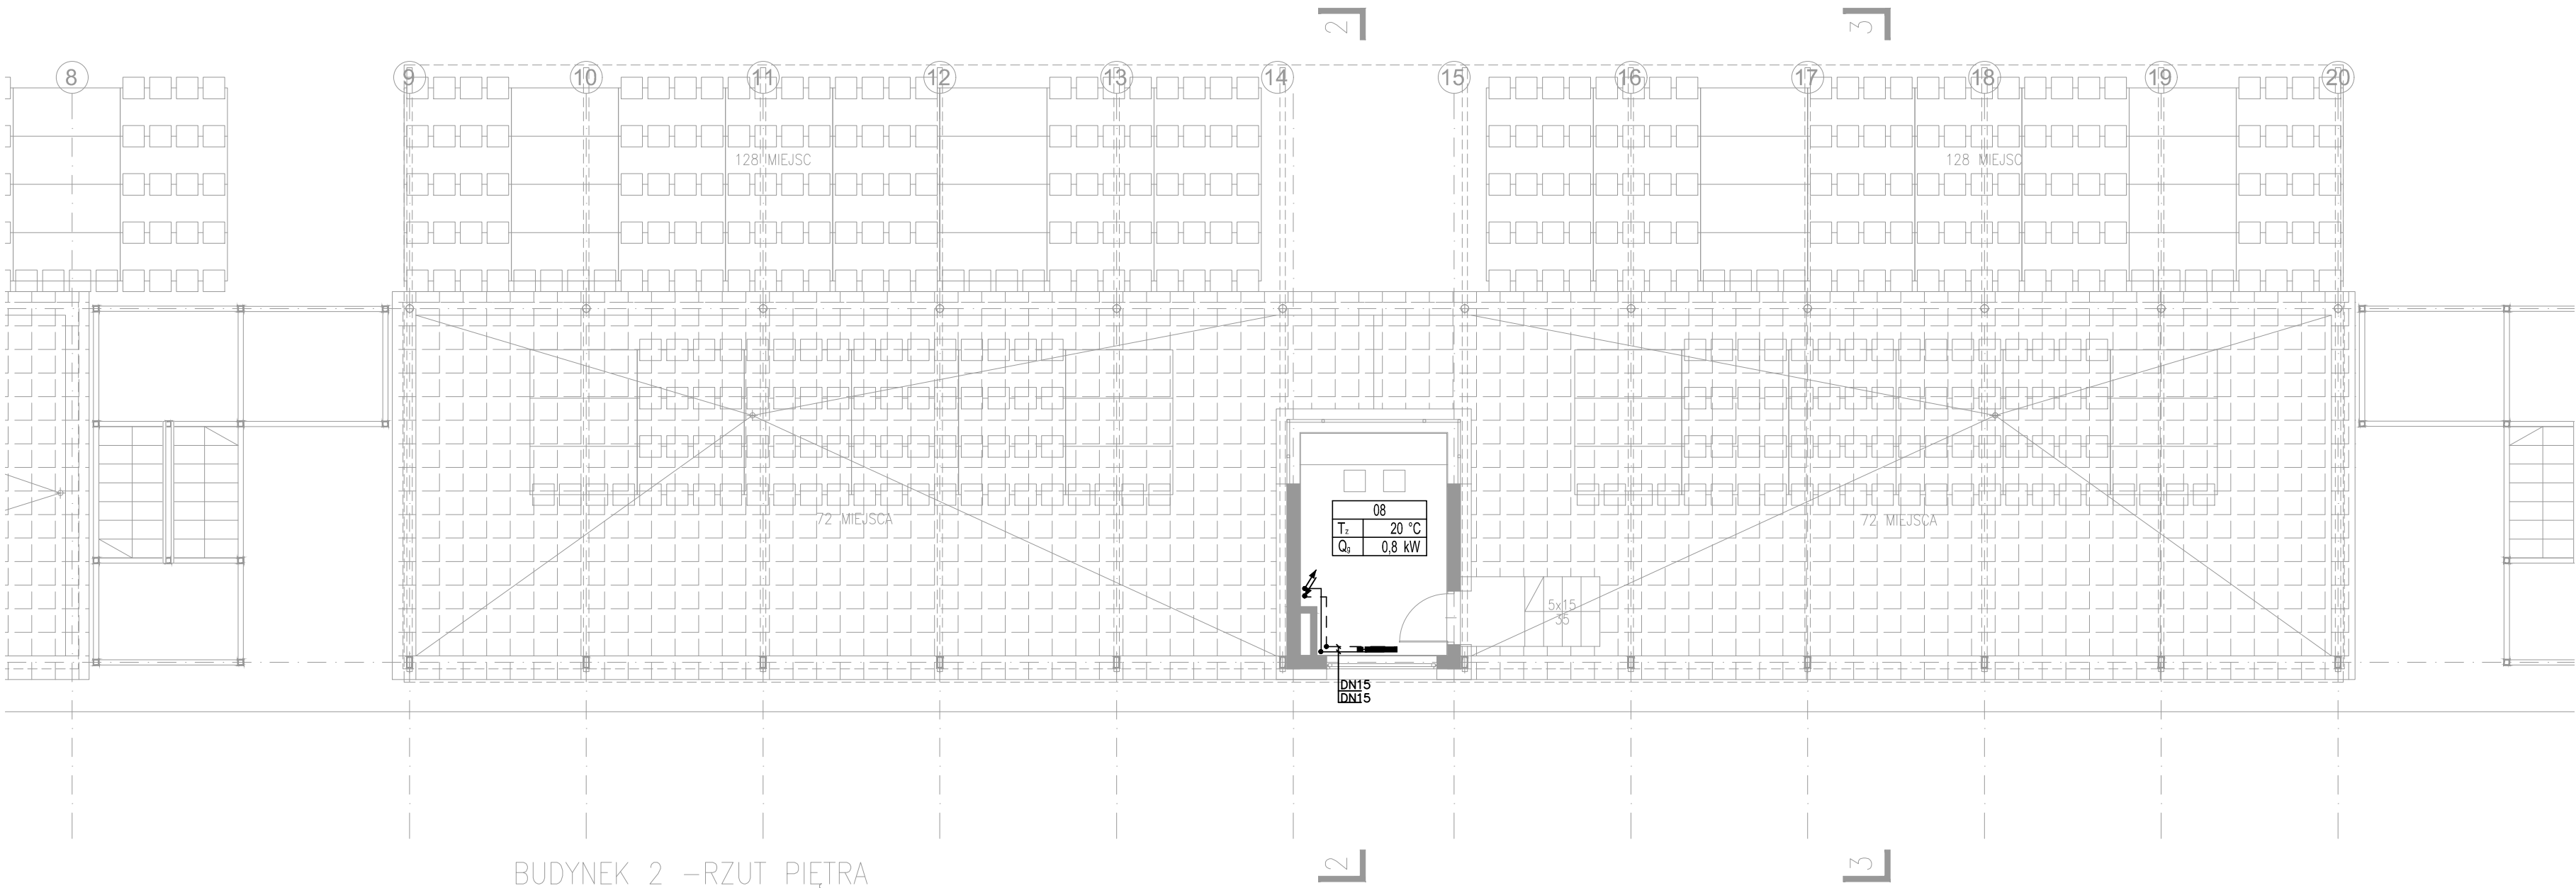 2
3
8
9
10
11
12
13
14
15
16
17
18
19
20
128 MIEJSC
128 MIEJSC
08
Tz 20 °C
Qg 0,8 kW
72 MIEJSCA
72 MIEJSCA
5x15
35
DN15
DN15
2
3
BUDYNEK 2 –RZUT PIĘTRA